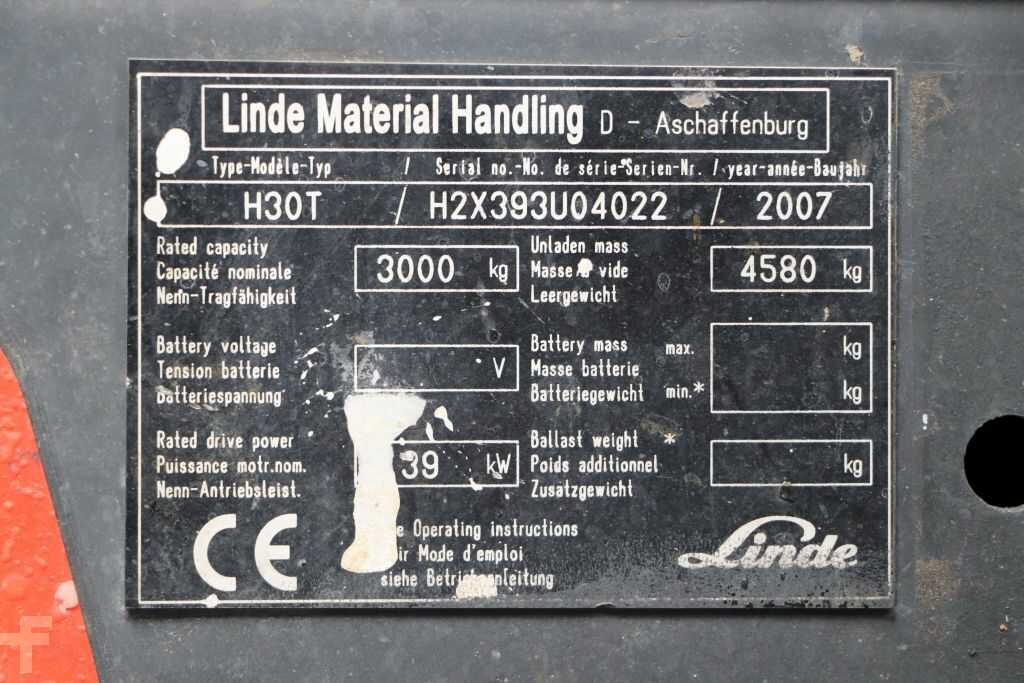 Linde Material Handling D - Aschaffenburg
Type-Modèle-Typ / Serial no.-No. de série-Serien-Nr. / year-année-Baujahr
H30T / H2X393U04022 / 2007
Rated capacity
Capacité nominale
Nenn-Tragfähigkeit
3000 kg
Unladen mass
Masse vide
Leergewicht
4580 kg
Battery voltage
Tension batterie
Batteriespannung
V
Battery mass max. kg
Masse batterie
Batteriegewicht min.* kg
Rated drive power
Puissance motr.nom.
Nenn-Antriebsleist.
39 kW
Ballast weight *
Poids additionnel
Zusatzgewicht
kg
CE
Operating instructions
Mode d'emploi
siehe Betriebsanleitung
Linde